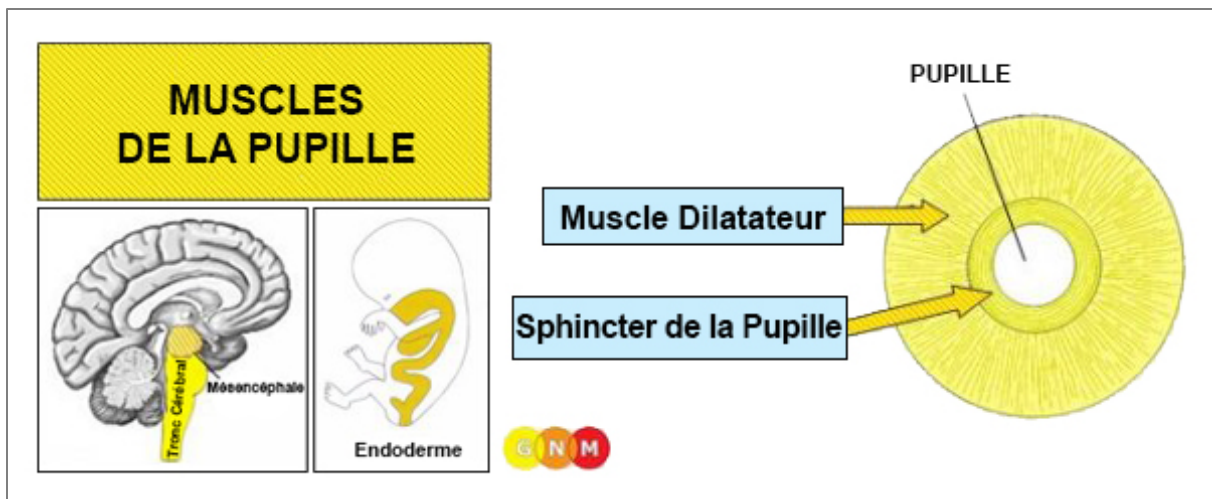 MUSCLES
DE LA PUPILLE
Mésencéphale
Tronc Cérébral
Endoderme
G N M
PUPILLE
Muscle Dilatateur
Sphincter de la Pupille